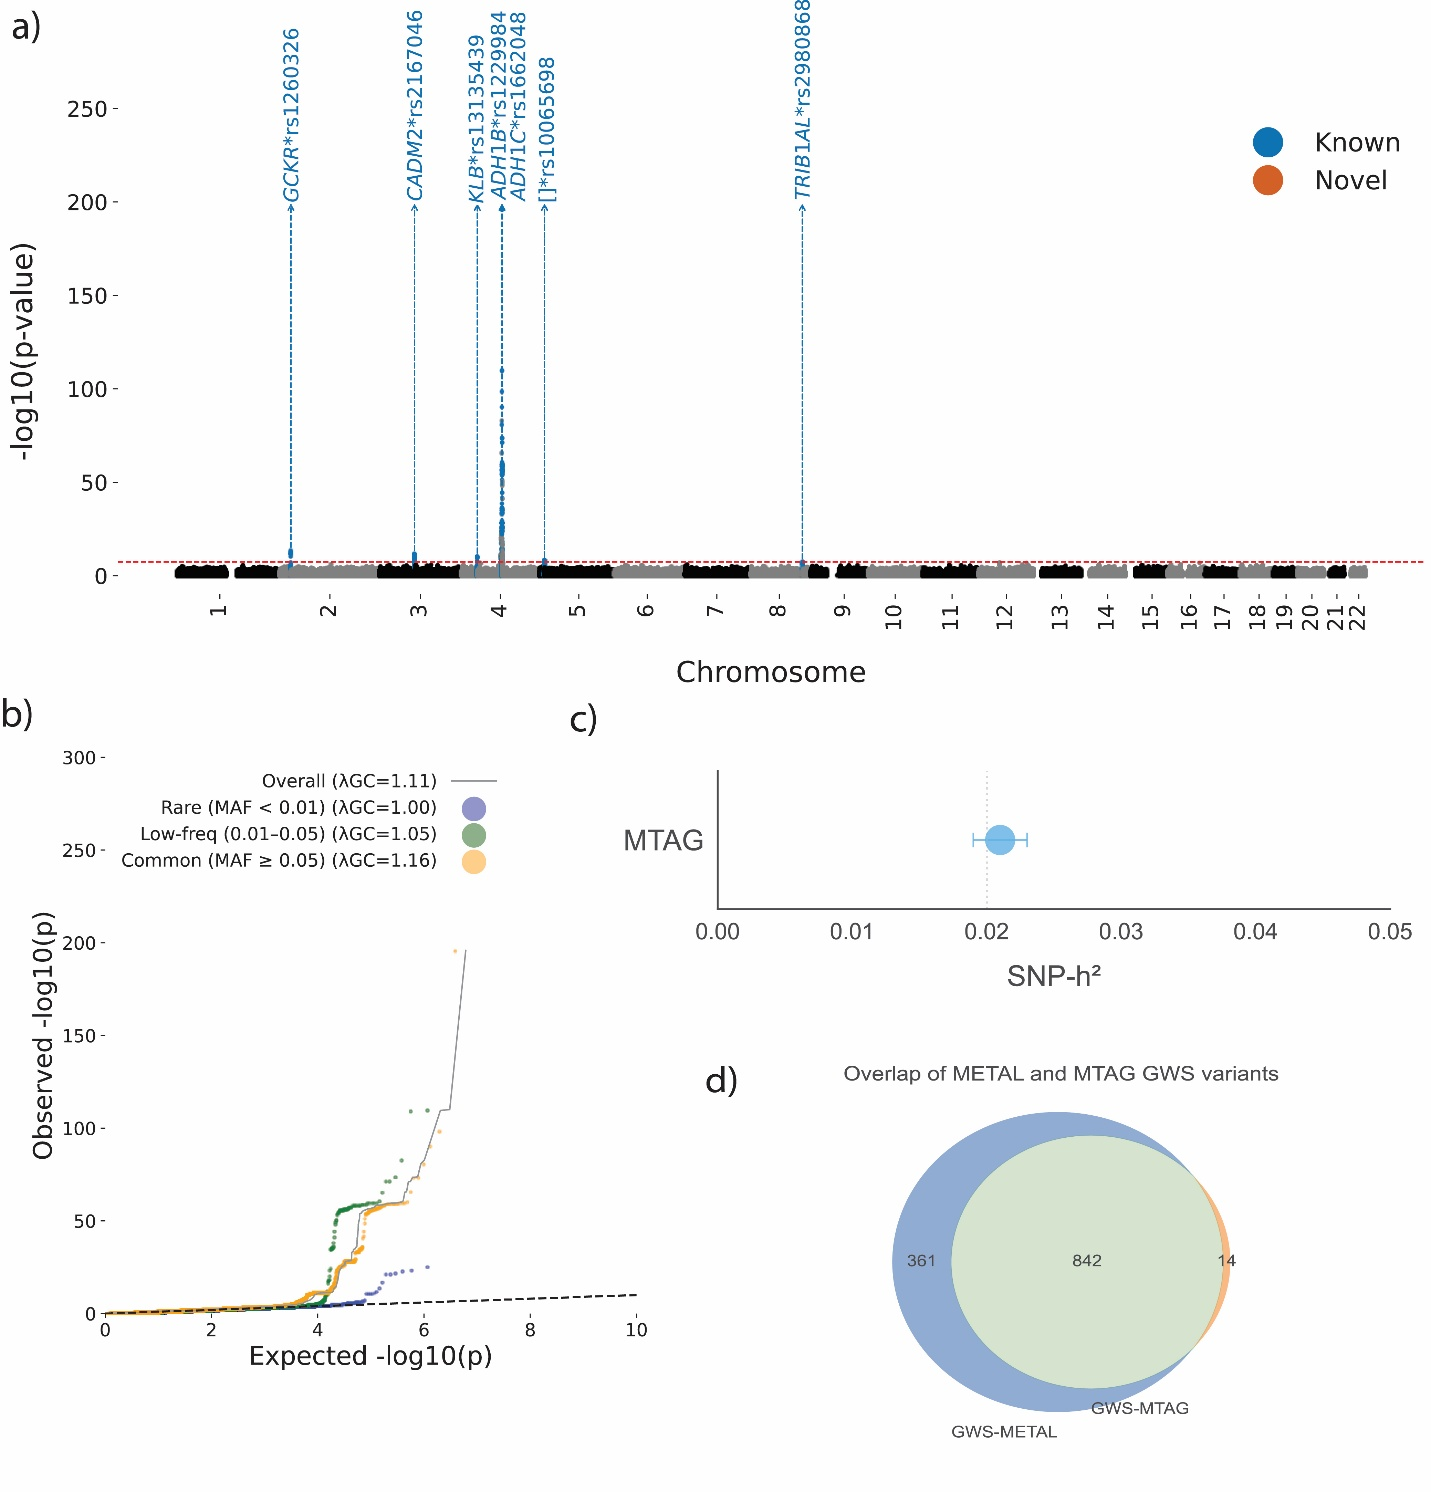 a)
GCKR*rs1260326
CADM2*rs2167046
KLB*rs13135439
ADH1B*rs1229984
ADH1C*rs1662048
[]*rs10065698
TRIB1AL*rs2980868
Known
Novel
-log10(p-value)
250
200
150
100
50
0
1 2 3 4 5 6 7 8 9 10 11 12 13 14 15 16 17 18 19 20 21 22
Chromosome
b)
300
250
200
150
100
50
0
Overall (λGC=1.11)
Rare (MAF < 0.01) (λGC=1.00)
Low-freq (0.01–0.05) (λGC=1.05)
Common (MAF ≥ 0.05) (λGC=1.16)
Observed -log10(p)
0 2 4 6 8 10
Expected -log10(p)
c)
MTAG
0.00 0.01 0.02 0.03 0.04 0.05
SNP-h²
d)
Overlap of METAL and MTAG GWS variants
361 842 14
GWS-MTAG
GWS-METAL